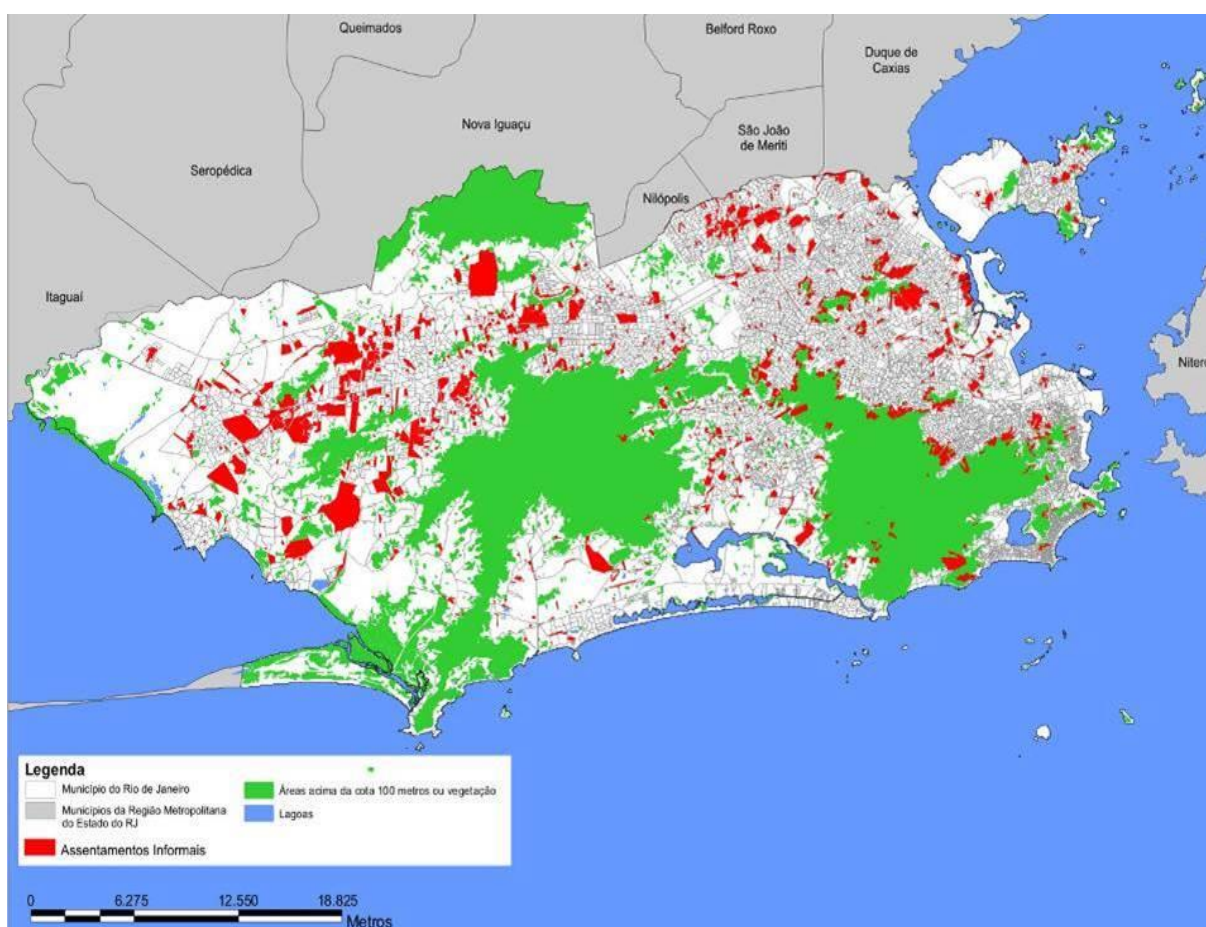 Queimados
Belford Roxo
Duque de
Caxias
Nova Iguaçu
São João
de Meriti
Seropédica
Nilópolis
Itaguaí
Niteró
Legenda
Município do Rio de Janeiro
Áreas acima da cota 100 metros ou vegetação
Municípios da Região Metropolitana
do Estado do RJ
Lagoas
Assentamentos Informais
0 6.275 12.550 18.825
Metros